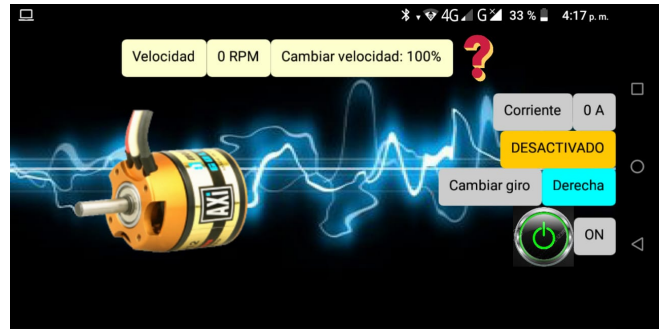 4G G 33 % 4:17 p. m.
Velocidad 0 RPM Cambiar velocidad: 100%
Corriente 0 A
DESACTIVADO
Cambiar giro Derecha
ON
AXi